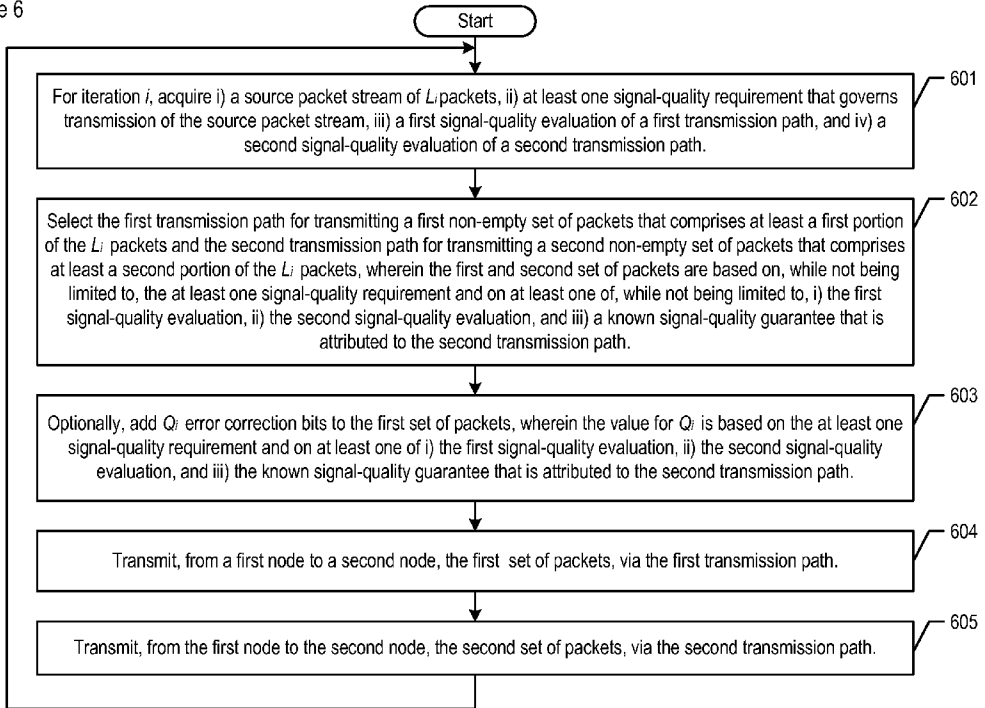 e 6
Start
601
For iteration i, acquire i) a source packet stream of Li packets, ii) at least one signal-quality requirement that governs
transmission of the source packet stream, iii) a first signal-quality evaluation of a first transmission path, and iv) a
second signal-quality evaluation of a second transmission path.
602
Select the first transmission path for transmitting a first non-empty set of packets that comprises at least a first portion
of the Li packets and the second transmission path for transmitting a second non-empty set of packets that comprises
at least a second portion of the Li packets, wherein the first and second set of packets are based on, while not being
limited to, the at least one signal-quality requirement and on at least one of, while not being limited to, i) the first
signal-quality evaluation, ii) the second signal-quality evaluation, and iii) a known signal-quality guarantee that is
attributed to the second transmission path.
603
Optionally, add Qi error correction bits to the first set of packets, wherein the value for Qi is based on the at least one
signal-quality requirement and on at least one of i) the first signal-quality evaluation, ii) the second signal-quality
evaluation, and iii) the known signal-quality guarantee that is attributed to the second transmission path.
604
Transmit, from a first node to a second node, the first set of packets, via the first transmission path.
605
Transmit, from the first node to the second node, the second set of packets, via the second transmission path.